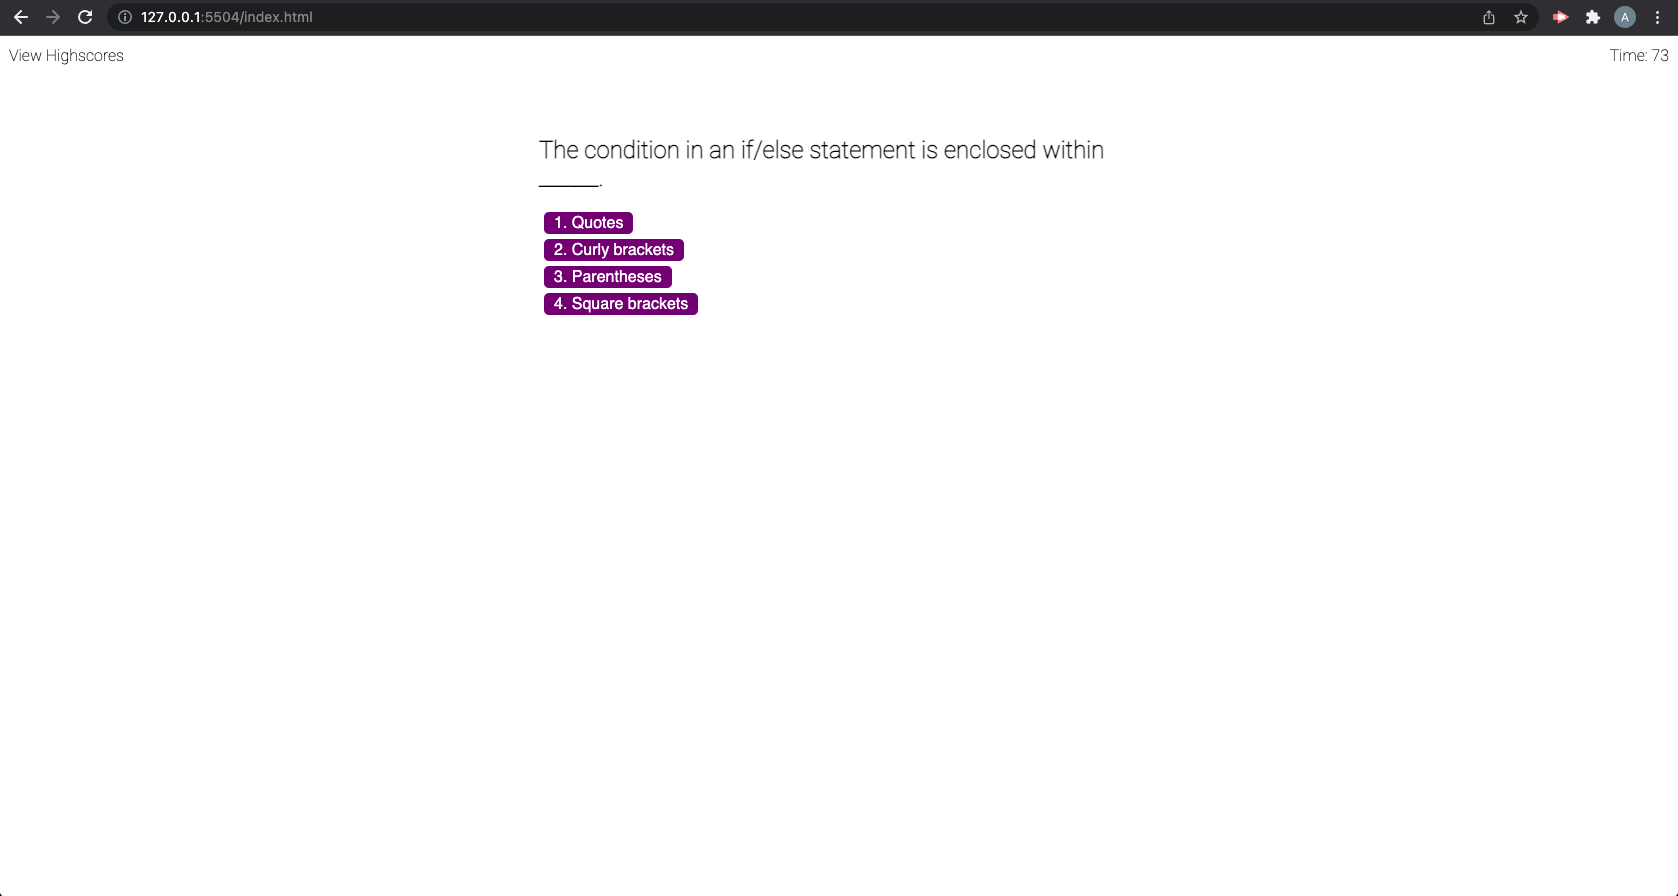 127.0.0.1:5504/index.html
A
View Highscores
Time: 73
The condition in an if/else statement is enclosed within
______.
1. Quotes
2. Curly brackets
3. Parentheses
4. Square brackets